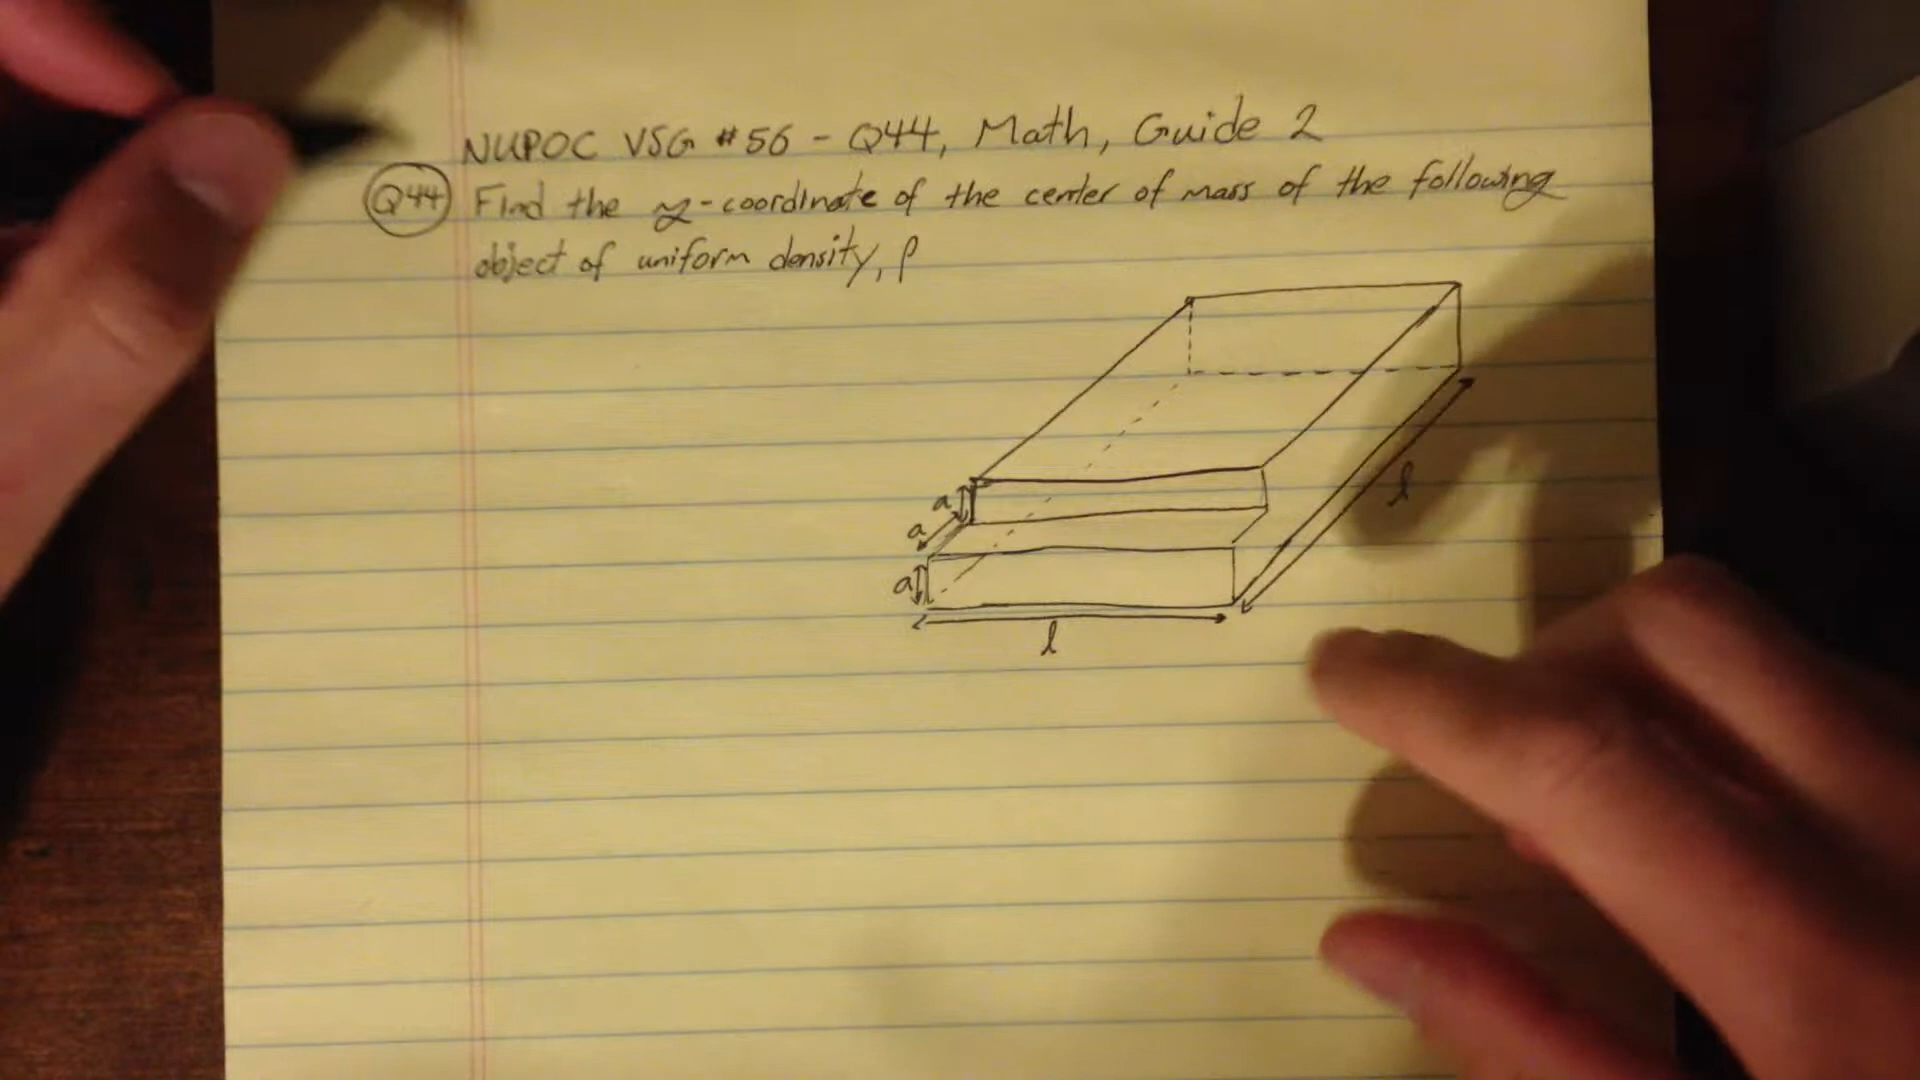 NUPOC VSG #56 - Q44, Math, Guide 2
Q44 Find the z-coordinate of the center of mass of the following
object of uniform density, ρ
a
a
l
a
l